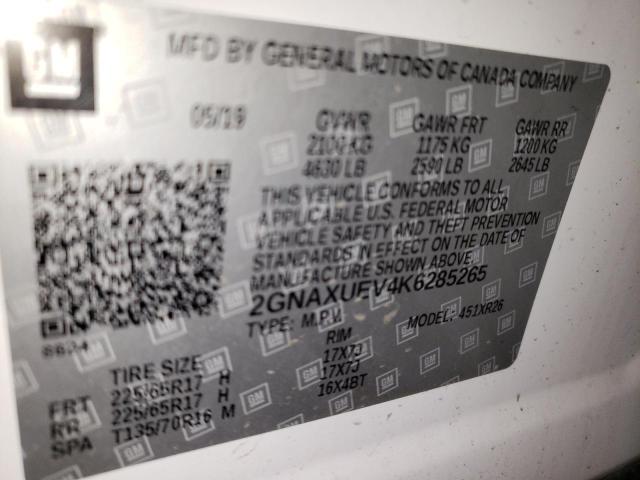 GM
MFD BY GENERAL MOTORS OF CANADA COMPANY
05/19 GVWR GAWR FRT GAWR RR
2100 KG 1175 KG 1200 KG
4630 LB 2590 LB 2645 LB
THIS VEHICLE CONFORMS TO ALL
APPLICABLE U.S. FEDERAL MOTOR
VEHICLE SAFETY AND THEFT PREVENTION
STANDARDS IN EFFECT ON THE DATE OF
MANUFACTURE SHOWN ABOVE.
2GNAXUEV4K6285265
TYPE: M.P.V. MODEL: 451XR26
TIRE SIZE RIM
FRT 225/65R17 H 17X7J
RR 225/65R17 H 17X7J
SPA T135/70R16 M 16X4BT